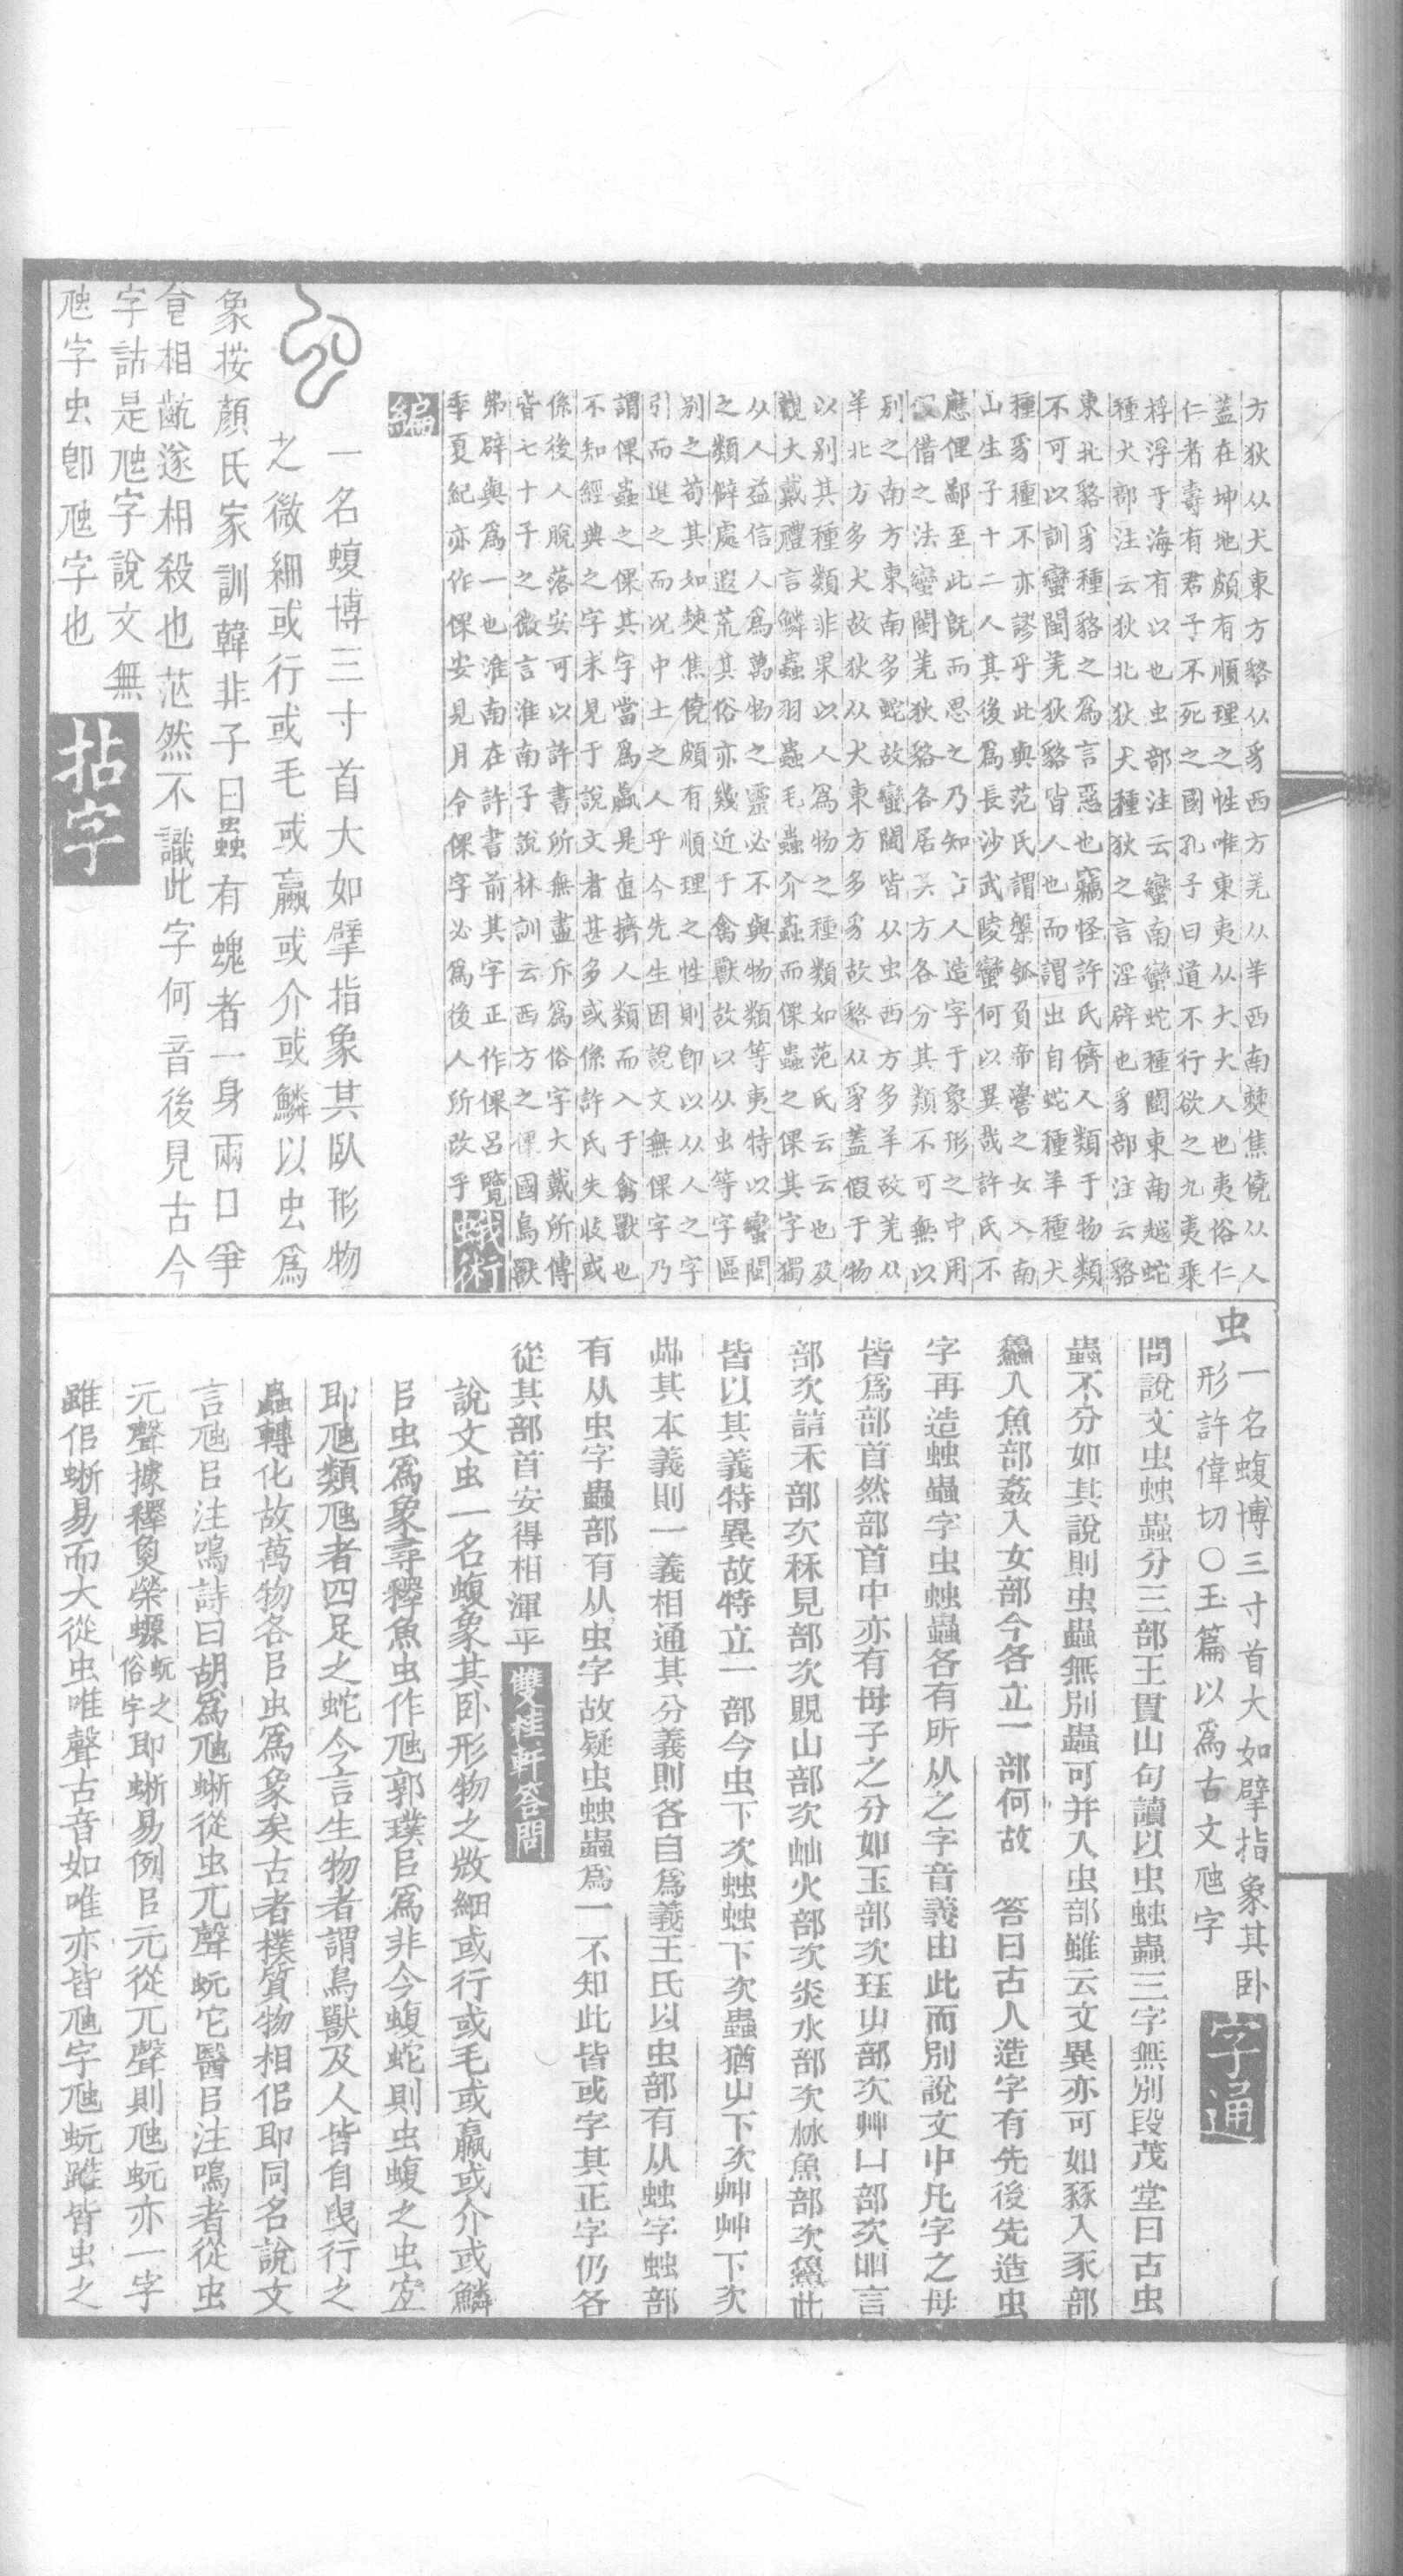 方狄从犬東方貉从豸西方羌从羊西南僰焦僥从人
蓋在坤地頗有順理之性唯東夷从大大人也夷俗仁
仁者壽有君子不死之國孔子曰道不行欲之九夷乘
桴浮于海有以也虫部注云蠻南蠻蛇種閩東南越蛇
種犬部注云狄北狄犬種狄之言淫辟也豸部注云貉
東北貉豸種貉之為言惡也竊怪許氏儕人類于物類
不可以訓蠻閩羌狄貉皆人也而謂出自蛇種羊種犬
種豸種不亦謬乎此與范氏謂槃瓠負帝嚳之女入南
山生子十二人其後為長沙武陵蠻何以異哉許氏不
應俚鄙至此旣而思之乃知古人造字于象形之中用
叚借之法蠻閩羌狄貉各居其方各分其類不可無以
別之南方東南多蛇故蠻閩皆从虫西方多羊故羌从
羊北方多犬故狄从犬東方多豸故貉从豸蓋假于物
以別其種類非果以人為物之種類如范氏云云也及
觀大戴禮言鱗蟲羽蟲毛蟲介蟲而倮蟲之倮其字獨
从人益信人為萬物之靈必不與物類等夷特以蠻閩
之類僻處遐荒其俗亦幾近于禽獸故以从虫等字區
別之苟其如僰焦僥頗有順理之性則卽以从人之字
引而進之而況中土之人乎今先生因說文無倮字乃
謂倮蟲之倮其字當為蠃是直擠人類而入于禽獸也
不知經典之字未見于說文者甚多或係許氏失收或
係後人脫落安可以許書所無盡斥為俗字大戴所傳
皆七十子之微言淮南子說林訓云西方之倮國鳥獸
弗辟與為一也淮南在許書前其字正作倮呂覽
季夏紀亦作倮安見月令倮字必為後人所改乎蛾術
編
一名蝮博三寸首大如擘指象其臥形物
之微細或行或毛或蠃或介或鱗以虫爲
象按顏氏家訓韓非子曰蟲有螝者一身兩口爭
食相齕遂相殺也茫然不識此字何音後見古今
字詁是虺字說文無
虺字虫卽虺字也拈字
虫
一名蝮博三寸首大如擘指象其卧
形許偉切○玉篇以爲古文虺字字通
問說文虫䖵蟲分三部王貫山句讀以虫䖵蟲三字無別段茂堂曰古虫
蟲不分如其說則虫蟲無別蟲可并入虫部雖云文異亦可如豩入豕部
鱻入魚部姦入女部今各立一部何故 答曰古人造字有先後先造虫
字再造䖵蟲字虫䖵蟲各有所从之字音義由此而別說文中凡字之母
皆爲部首然部首中亦有母子之分如玉部次玨屮部次艸口部次吅言
部次誩禾部次秝見部次覞山部次屾火部次炎水部次沝魚部次䲆此
皆以其義特異故特立一部今虫下次䖵䖵下次蟲猶屮下次艸艸下次
茻其本義則一義相通其分義則各自爲義王氏以虫部有从䖵字䖵部
有从虫字蟲部有从虫字故疑虫䖵蟲爲一不知此皆或字其正字仍各
從其部首安得相渾乎雙桂軒答問
說文虫一名蝮象其卧形物之敚細或行或毛或蠃或介或鱗
㠯虫爲象尋釋魚虫作虺郭璞㠯爲非今蝮蛇則虫蝮之虫定
即虺類虺者四足之蛇今言生物者謂鳥獸及人皆自臾行之
蟲轉化故萬物各㠯虫爲象矣古者樸質物相佀即同名說文
言虺㠯注鳴詩曰胡爲虺蜥從虫兀聲蚖它醫㠯注鳴者從虫
元聲據釋魚榮螈蚖之俗字即蜥易例㠯元從兀聲則虺蚖亦一字
雖佀蜥易而大從虫唯聲古音如唯亦皆虺字虺蚖雖皆虫之